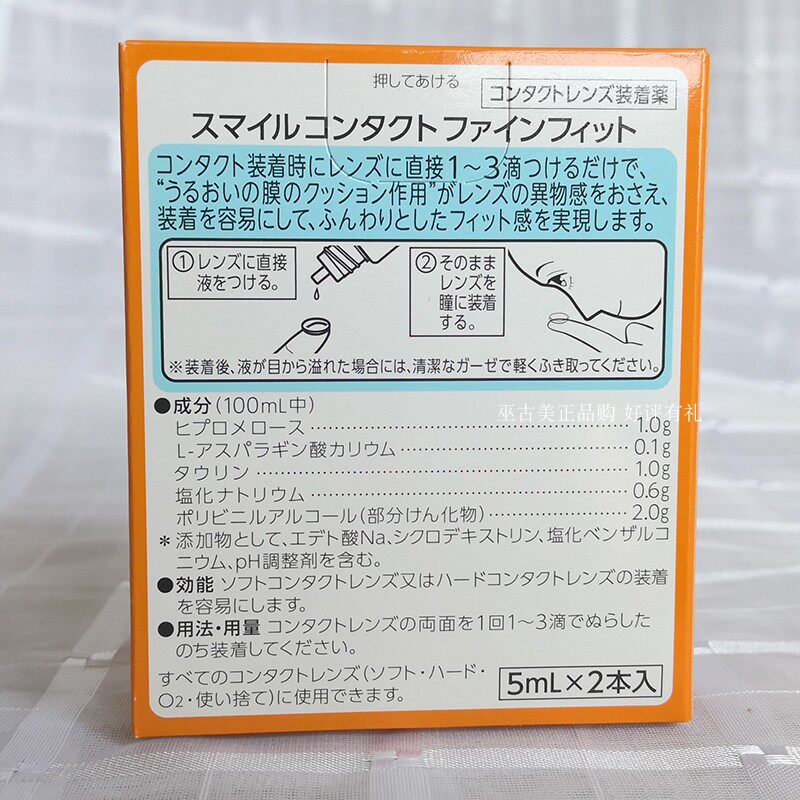 押してあける
コンタクトレンズ装着薬
スマイルコンタクト ファインフィット
コンタクト装着時にレンズに直接1〜3滴つけるだけで、
“うるおいの膜のクッション作用”がレンズの異物感をおさえ、
装着を容易にして、ふんわりとしたフィット感を実現します。
①レンズに直接
液をつける。
②そのまま
レンズを
瞳に装着
する。
※装着後、液が目から溢れた場合には、清潔なガーゼで軽くふき取ってください。
●成分(100mL中)
巫古美正品购 好评有礼
ヒプロメロース……1.0g
L-アスパラギン酸カリウム……0.1g
タウリン……1.0g
塩化ナトリウム……0.6g
ポリビニルアルコール(部分けん化物)……2.0g
*添加物として、エデト酸Na、シクロデキストリン、塩化ベンザルコ
ニウム、pH調整剤を含む。
●効能 ソフトコンタクトレンズ又はハードコンタクトレンズの装着
を容易にします。
●用法・用量 コンタクトレンズの両面を1回1〜3滴でぬらした
のち装着してください。
すべてのコンタクトレンズ(ソフト・ハード・
O2・使い捨て)に使用できます。
5mL×2本入